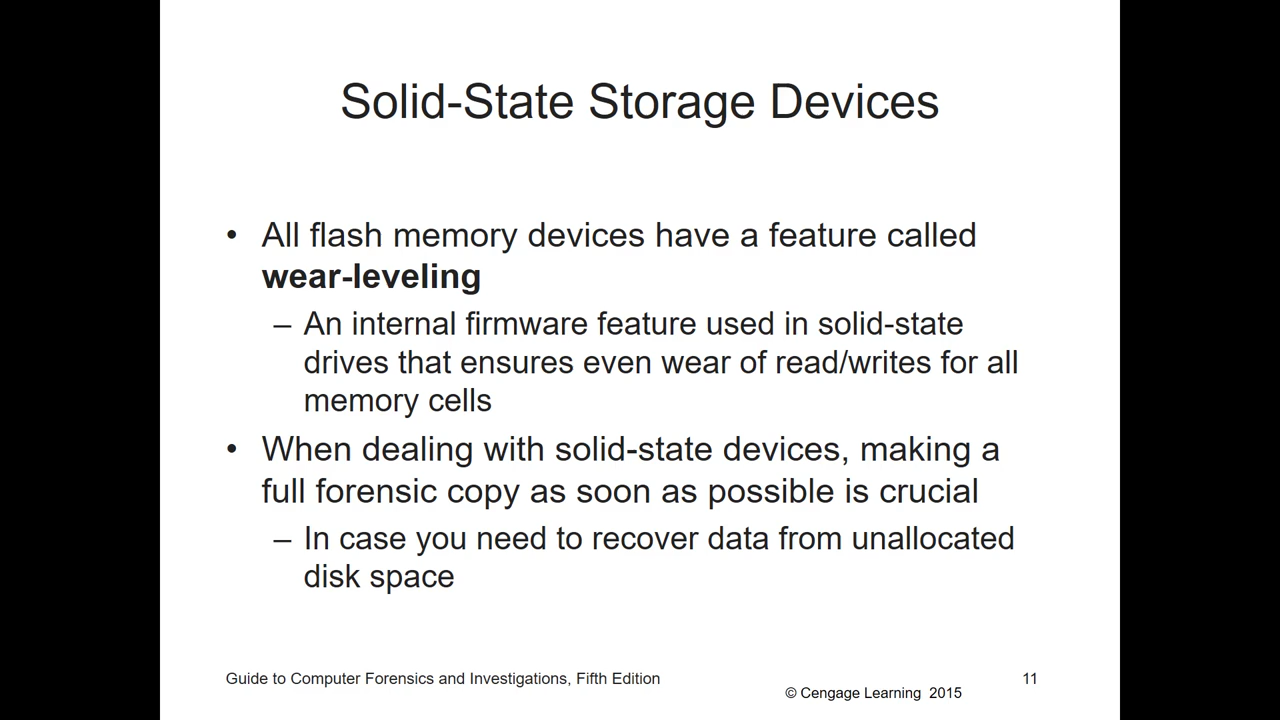 Solid-State Storage Devices
• All flash memory devices have a feature called
wear-leveling
– An internal firmware feature used in solid-state
drives that ensures even wear of read/writes for all
memory cells
• When dealing with solid-state devices, making a
full forensic copy as soon as possible is crucial
– In case you need to recover data from unallocated
disk space
Guide to Computer Forensics and Investigations, Fifth Edition
11
© Cengage Learning 2015